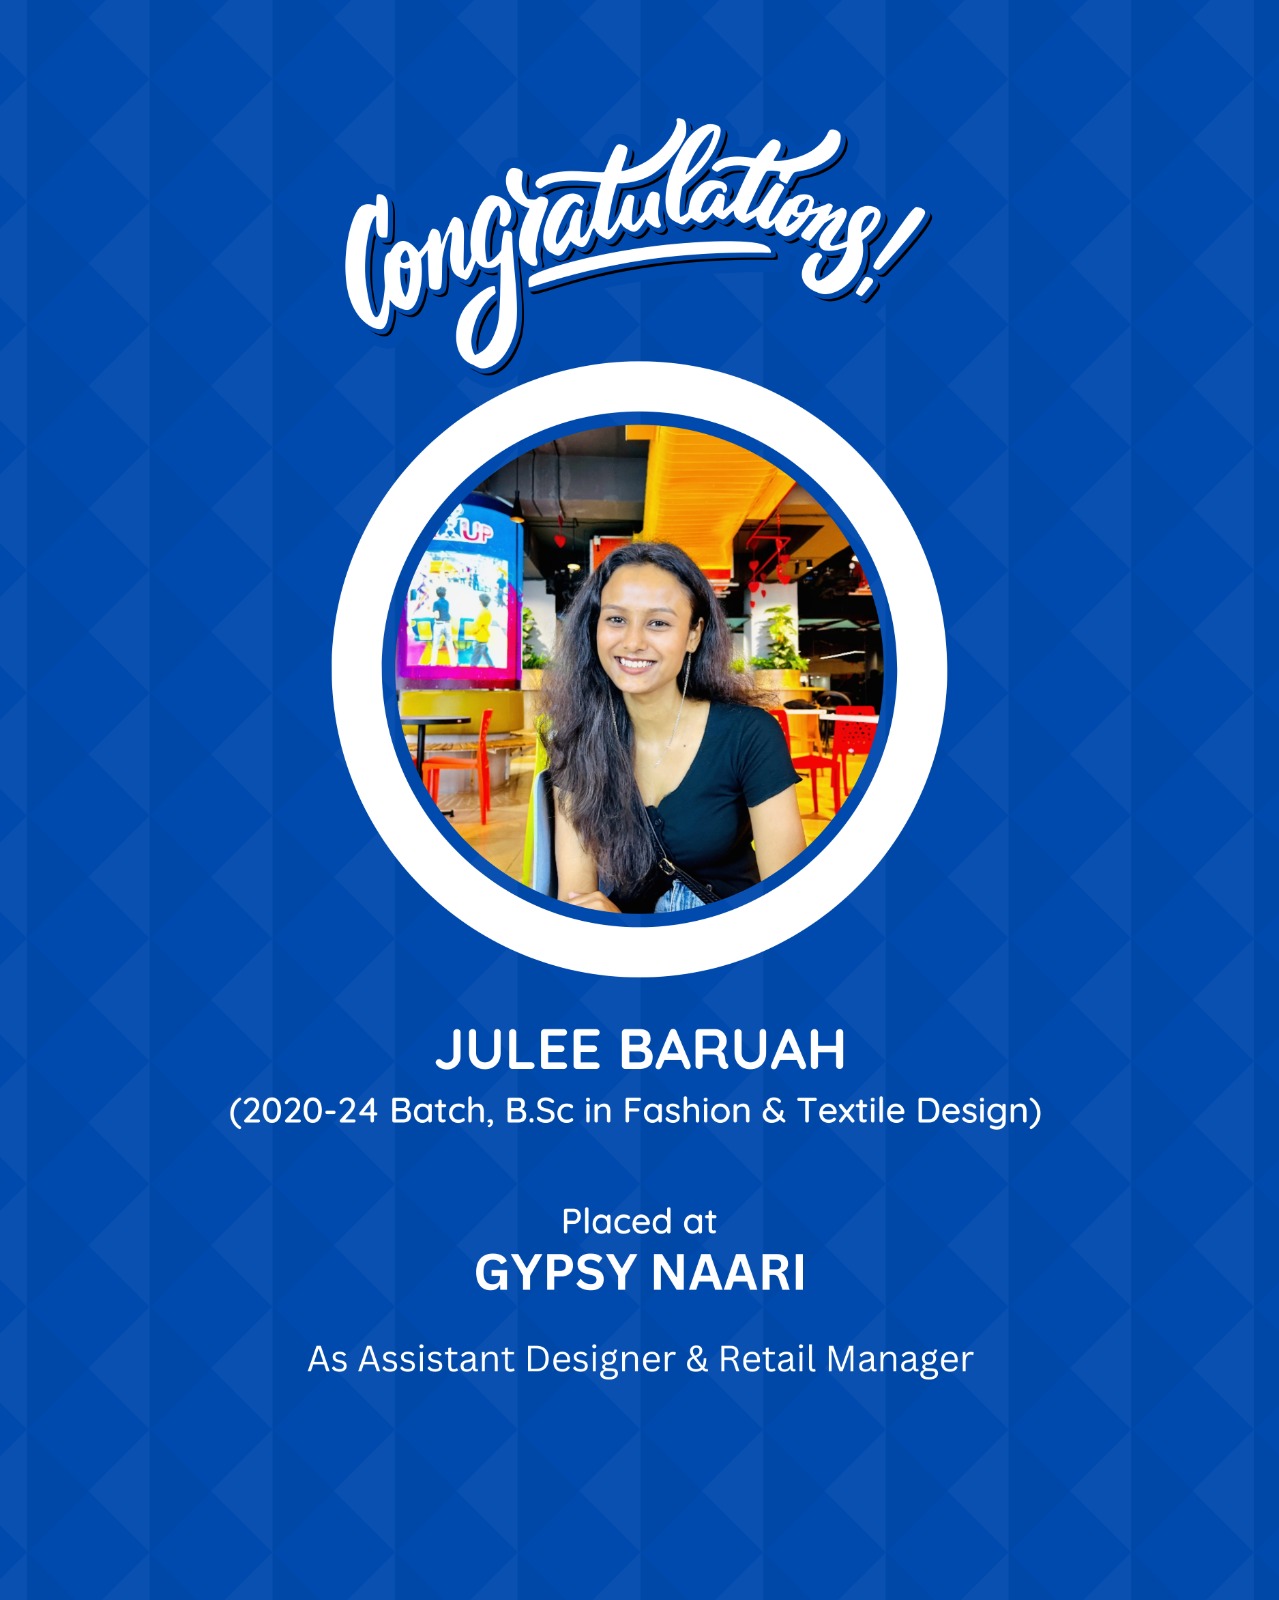 Congratulations!
UP
JULEE BARUAH
(2020-24 Batch, B.Sc in Fashion & Textile Design)
Placed at
GYPSY NAARI
As Assistant Designer & Retail Manager